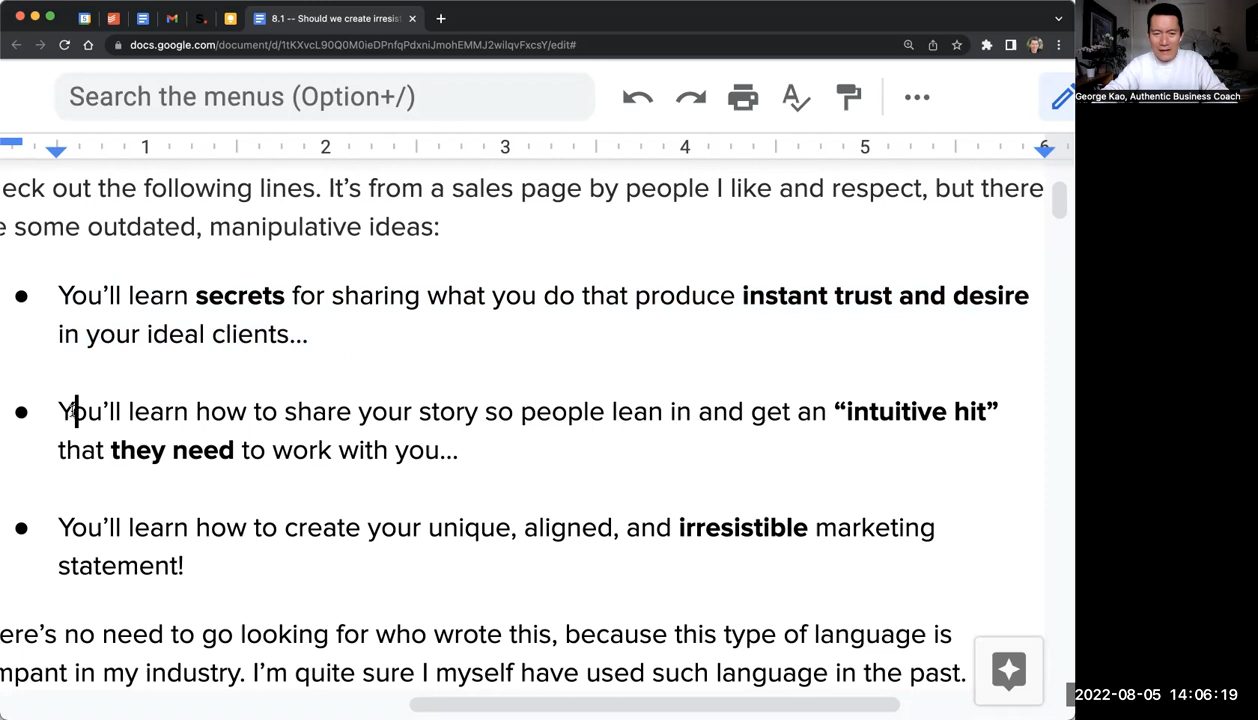 8.1 -- Should we create irresist
docs.google.com/document/d/1tKXvcL90Q0M0ieDPnfqPdxniJmohEMMJ2wilqvFxcsY/edit#
George Kao, Authentic Business Coach
Search the menus (Option+/)
1 2 3 4 5 6
eck out the following lines. It’s from a sales page by people I like and respect, but there
e some outdated, manipulative ideas:
● You’ll learn secrets for sharing what you do that produce instant trust and desire
in your ideal clients...
● You’ll learn how to share your story so people lean in and get an “intuitive hit”
that they need to work with you...
● You’ll learn how to create your unique, aligned, and irresistible marketing
statement!
ere’s no need to go looking for who wrote this, because this type of language is
mpant in my industry. I’m quite sure I myself have used such language in the past.
2022-08-05 14:06:19